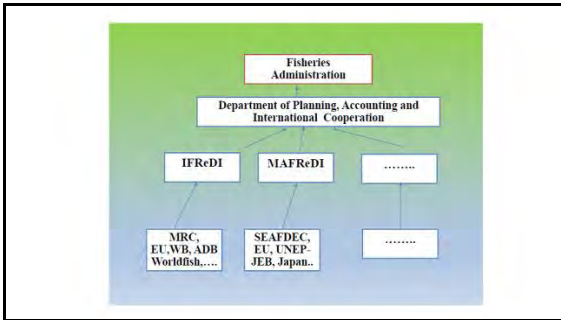 Fisheries
Administration
Department of Planning, Accounting and
International Cooperation
IFReDI
MAFReDI
........
MRC,
EU,WB, ADB
Worldfish,....
SEAFDEC,
EU, UNEP-
JEB, Japan..
........